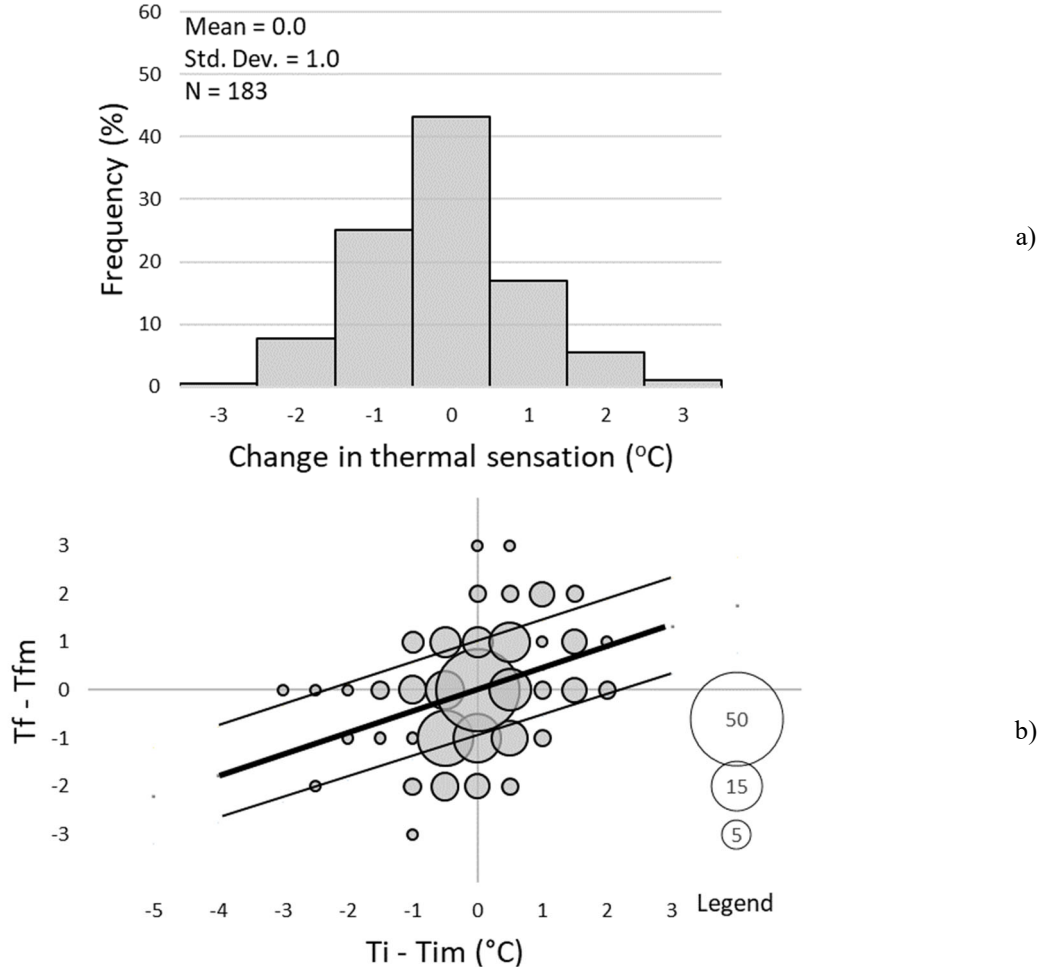 60
Mean = 0.0
Std. Dev. = 1.0
50
N = 183
40
30
20
10
0
Frequency (%)
a)
-3 -2 -1 0 1 2 3
Change in thermal sensation (ºC)
3
2
1
0
-1
-2
-3
Tf - Tfm
50
15
5
b)
-5 -4 -3 -2 -1 0 1 2 3 Legend
Ti - Tim (°C)